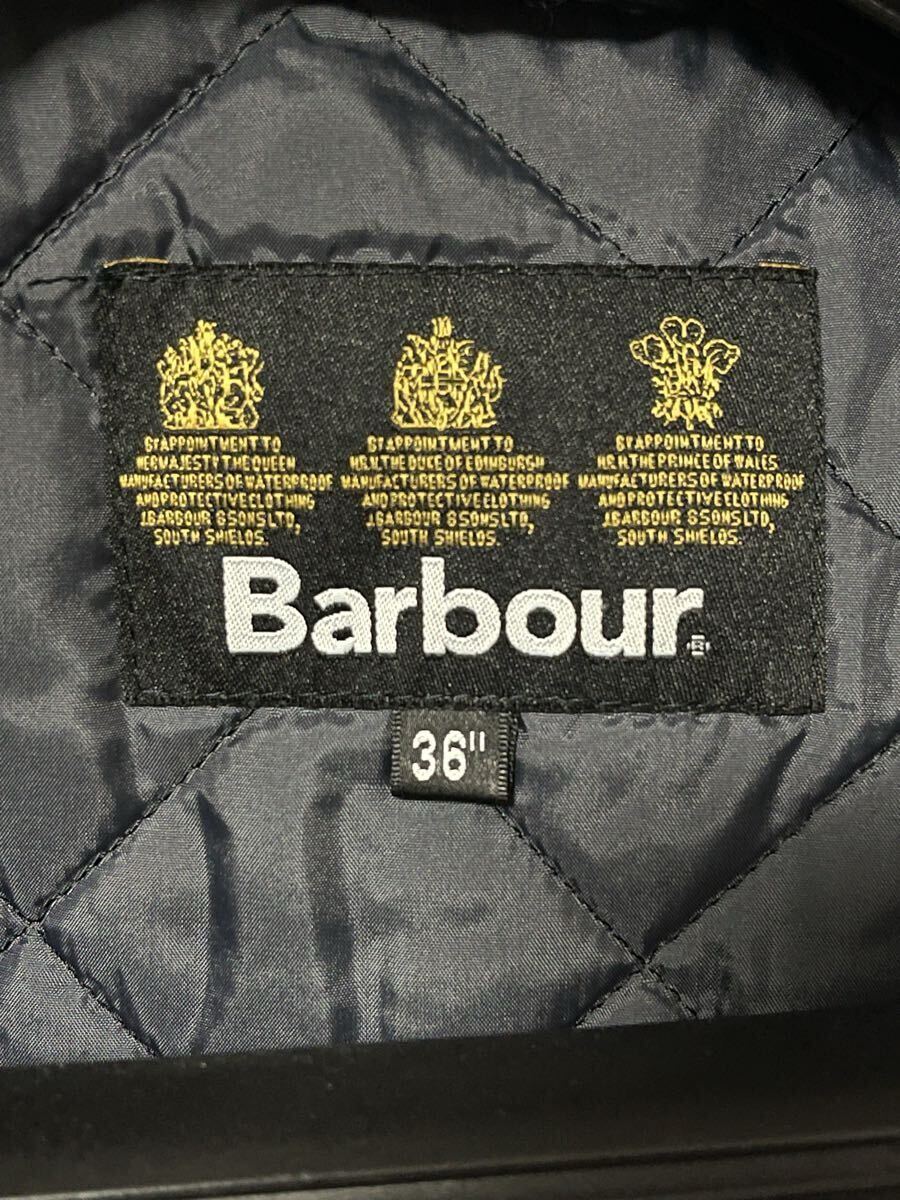 BY APPOINTMENT TO
HER MAJESTY THE QUEEN
MANUFACTURERS OF WATERPROOF
AND PROTECTIVE CLOTHING
J.BARBOUR & SONS LTD,
SOUTH SHIELDS.
BY APPOINTMENT TO
H.R.H. THE DUKE OF EDINBURGH
MANUFACTURERS OF WATERPROOF
AND PROTECTIVE CLOTHING
J.BARBOUR & SONS LTD,
SOUTH SHIELDS.
BY APPOINTMENT TO
H.R.H. THE PRINCE OF WALES
MANUFACTURERS OF WATERPROOF
AND PROTECTIVE CLOTHING
J.BARBOUR & SONS LTD,
SOUTH SHIELDS.
Barbour®
36"